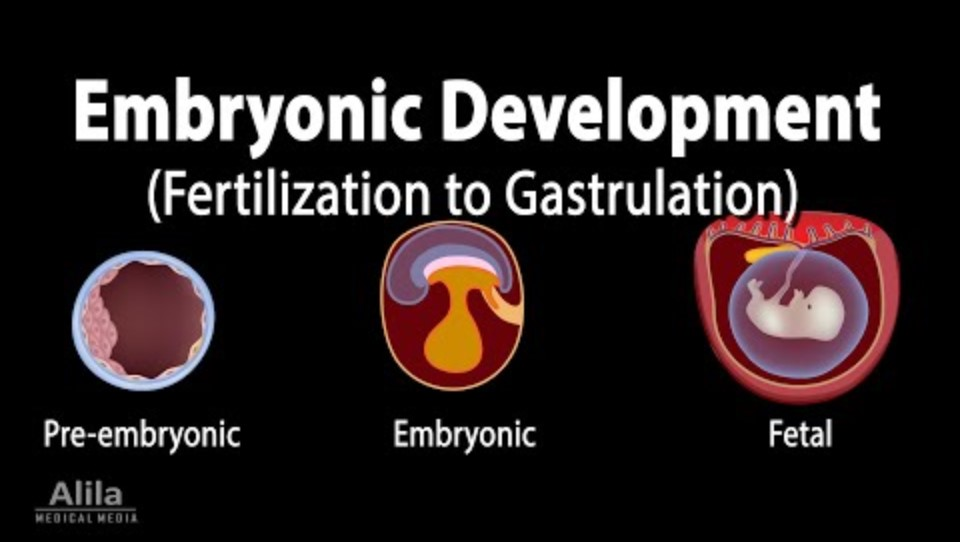 Embryonic Development
(Fertilization to Gastrulation)
Pre-embryonic
Embryonic
Fetal
Alila
MEDICAL MEDIA